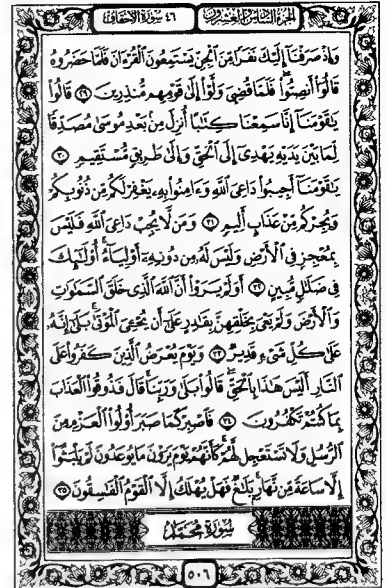 الجزء السادس والعشرون ٤٦ سورة الأحقاف
وَإِذْ صَرَفْنَآ إِلَيْكَ نَفَرًا مِّنَ ٱلْجِنِّ يَسْتَمِعُونَ ٱلْقُرْءَانَ فَلَمَّا حَضَرُوهُ
قَالُوٓا۟ أَنصِتُوا۟ ۖ فَلَمَّا قُضِىَ وَلَّوْا۟ إِلَىٰ قَوْمِهِم مُّنذِرِينَ ٢٩ قَالُوا۟
يَٰقَوْمَنَآ إِنَّا سَمِعْنَا كِتَٰبًا أُنزِلَ مِنۢ بَعْدِ مُوسَىٰ مُصَدِّقًا
لِّمَا بَيْنَ يَدَيْهِ يَهْدِىٓ إِلَى ٱلْحَقِّ وَإِلَىٰ طَرِيقٍ مُّسْتَقِيمٍ ٣٠
يَٰقَوْمَنَآ أَجِيبُوا۟ دَاعِىَ ٱللَّهِ وَءَامِنُوا۟ بِهِۦ يَغْفِرْ لَكُم مِّن ذُنُوبِكُمْ
وَيُجِرْكُم مِّنْ عَذَابٍ أَلِيمٍ ٣١ وَمَن لَّا يُجِبْ دَاعِىَ ٱللَّهِ فَلَيْسَ
بِمُعْجِزٍ فِى ٱلْأَرْضِ وَلَيْسَ لَهُۥ مِن دُونِهِۦٓ أَوْلِيَآءُ ۚ أُو۟لَٰٓئِكَ
فِى ضَلَٰلٍ مُّبِينٍ ٣٢ أَوَلَمْ يَرَوْا۟ أَنَّ ٱللَّهَ ٱلَّذِى خَلَقَ ٱلسَّمَٰوَٰتِ
وَٱلْأَرْضَ وَلَمْ يَعْىَ بِخَلْقِهِنَّ بِقَٰدِرٍ عَلَىٰٓ أَن يُحْۦِىَ ٱلْمَوْتَىٰ ۚ بَلَىٰٓ إِنَّهُۥ
عَلَىٰ كُلِّ شَىْءٍ قَدِيرٌ ٣٣ وَيَوْمَ يُعْرَضُ ٱلَّذِينَ كَفَرُوا۟ عَلَى
ٱلنَّارِ أَلَيْسَ هَٰذَا بِٱلْحَقِّ ۖ قَالُوا۟ بَلَىٰ وَرَبِّنَا ۚ قَالَ فَذُوقُوا۟ ٱلْعَذَابَ
بِمَا كُنتُمْ تَكْفُرُونَ ٣٤ فَٱصْبِرْ كَمَا صَبَرَ أُو۟لُوا۟ ٱلْعَزْمِ مِنَ
ٱلرُّسُلِ وَلَا تَسْتَعْجِل لَّهُمْ ۚ كَأَنَّهُمْ يَوْمَ يَرَوْنَ مَا يُوعَدُونَ لَمْ يَلْبَثُوٓا۟
إِلَّا سَاعَةً مِّن نَّهَارٍۭ ۚ بَلَٰغٌ ۚ فَهَلْ يُهْلَكُ إِلَّا ٱلْقَوْمُ ٱلْفَٰسِقُونَ ٣٥
سورة محمد
٥٠٦